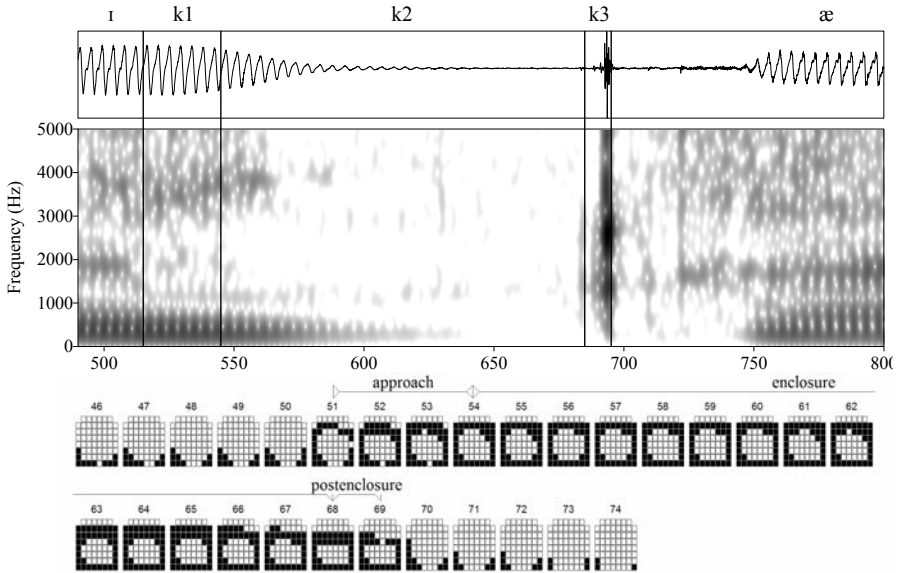 ɪ k1 k2 k3 æ
5000
4000
3000
2000
1000
0
Frequency (Hz)
500 550 600 650 700 750 800
approach enclosure
46 47 48 49 50 51 52 53 54 55 56 57 58 59 60 61 62
postenclosure
63 64 65 66 67 68 69 70 71 72 73 74